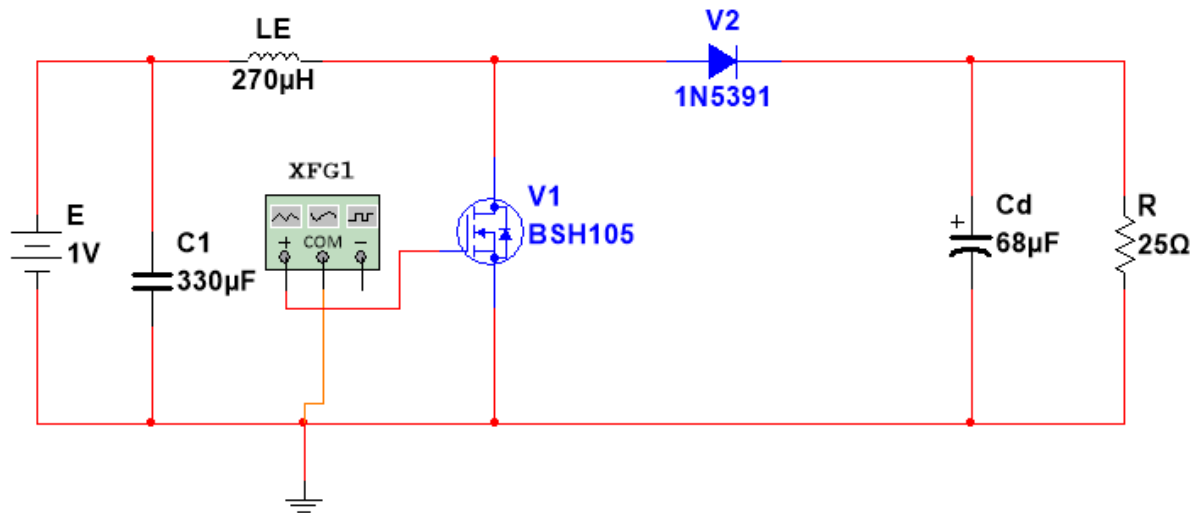 LE
270µH
V2
1N5391
XFG1
+ COM −
E
1V
C1
330µF
V1
BSH105
+
Cd
68µF
R
25Ω